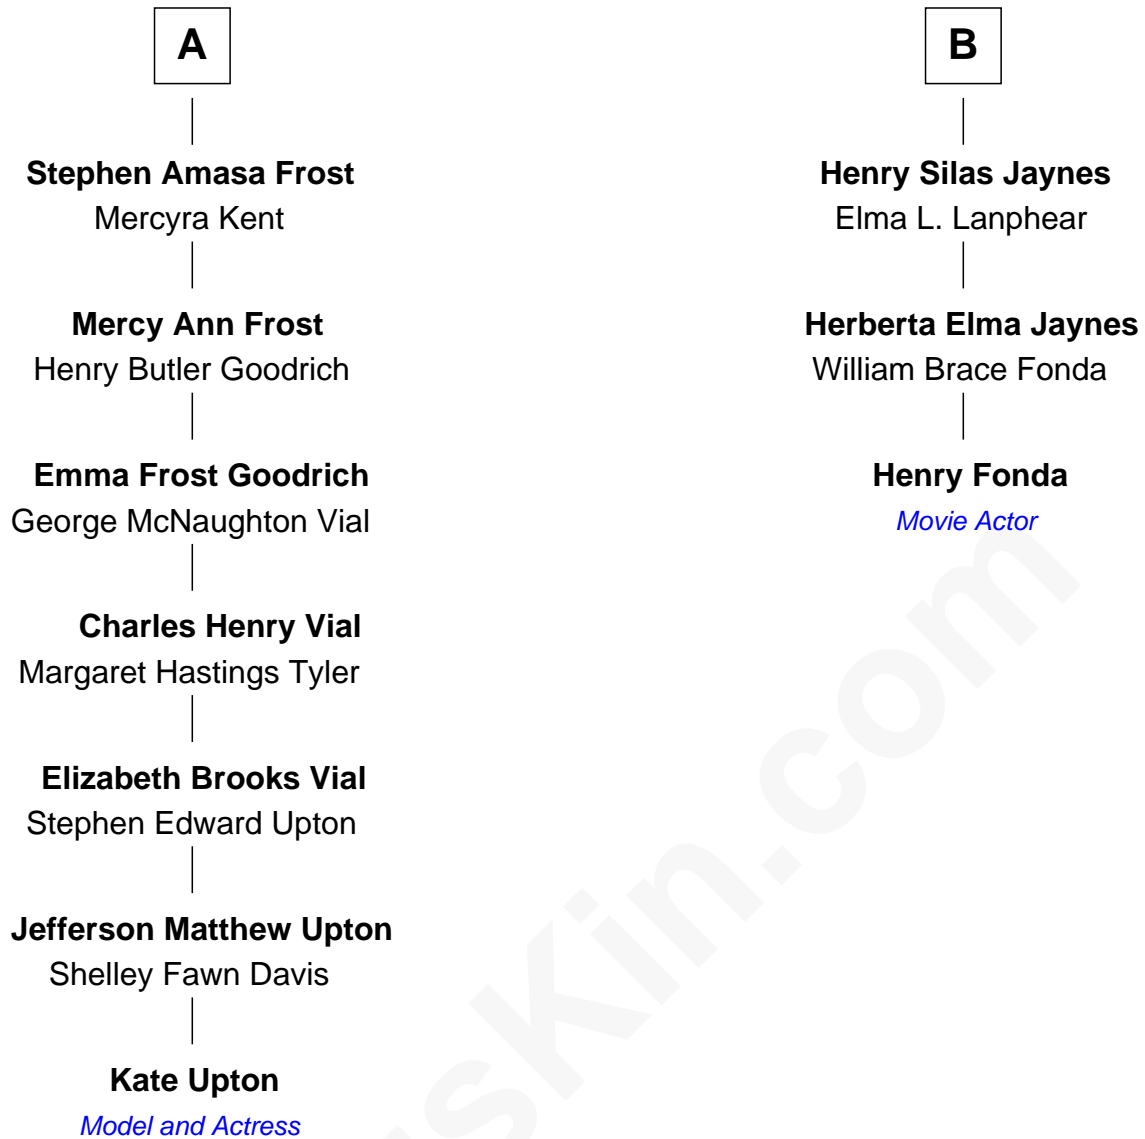 A
Stephen Amasa Frost
Mercyra Kent
Mercy Ann Frost
Henry Butler Goodrich
Emma Frost Goodrich
George McNaughton Vial
Charles Henry Vial
Margaret Hastings Tyler
Elizabeth Brooks Vial
Stephen Edward Upton
Jefferson Matthew Upton
Shelley Fawn Davis
Kate Upton
Model and Actress
B
Henry Silas Jaynes
Elma L. Lanphear
Herberta Elma Jaynes
William Brace Fonda
Henry Fonda
Movie Actor
sKin.com